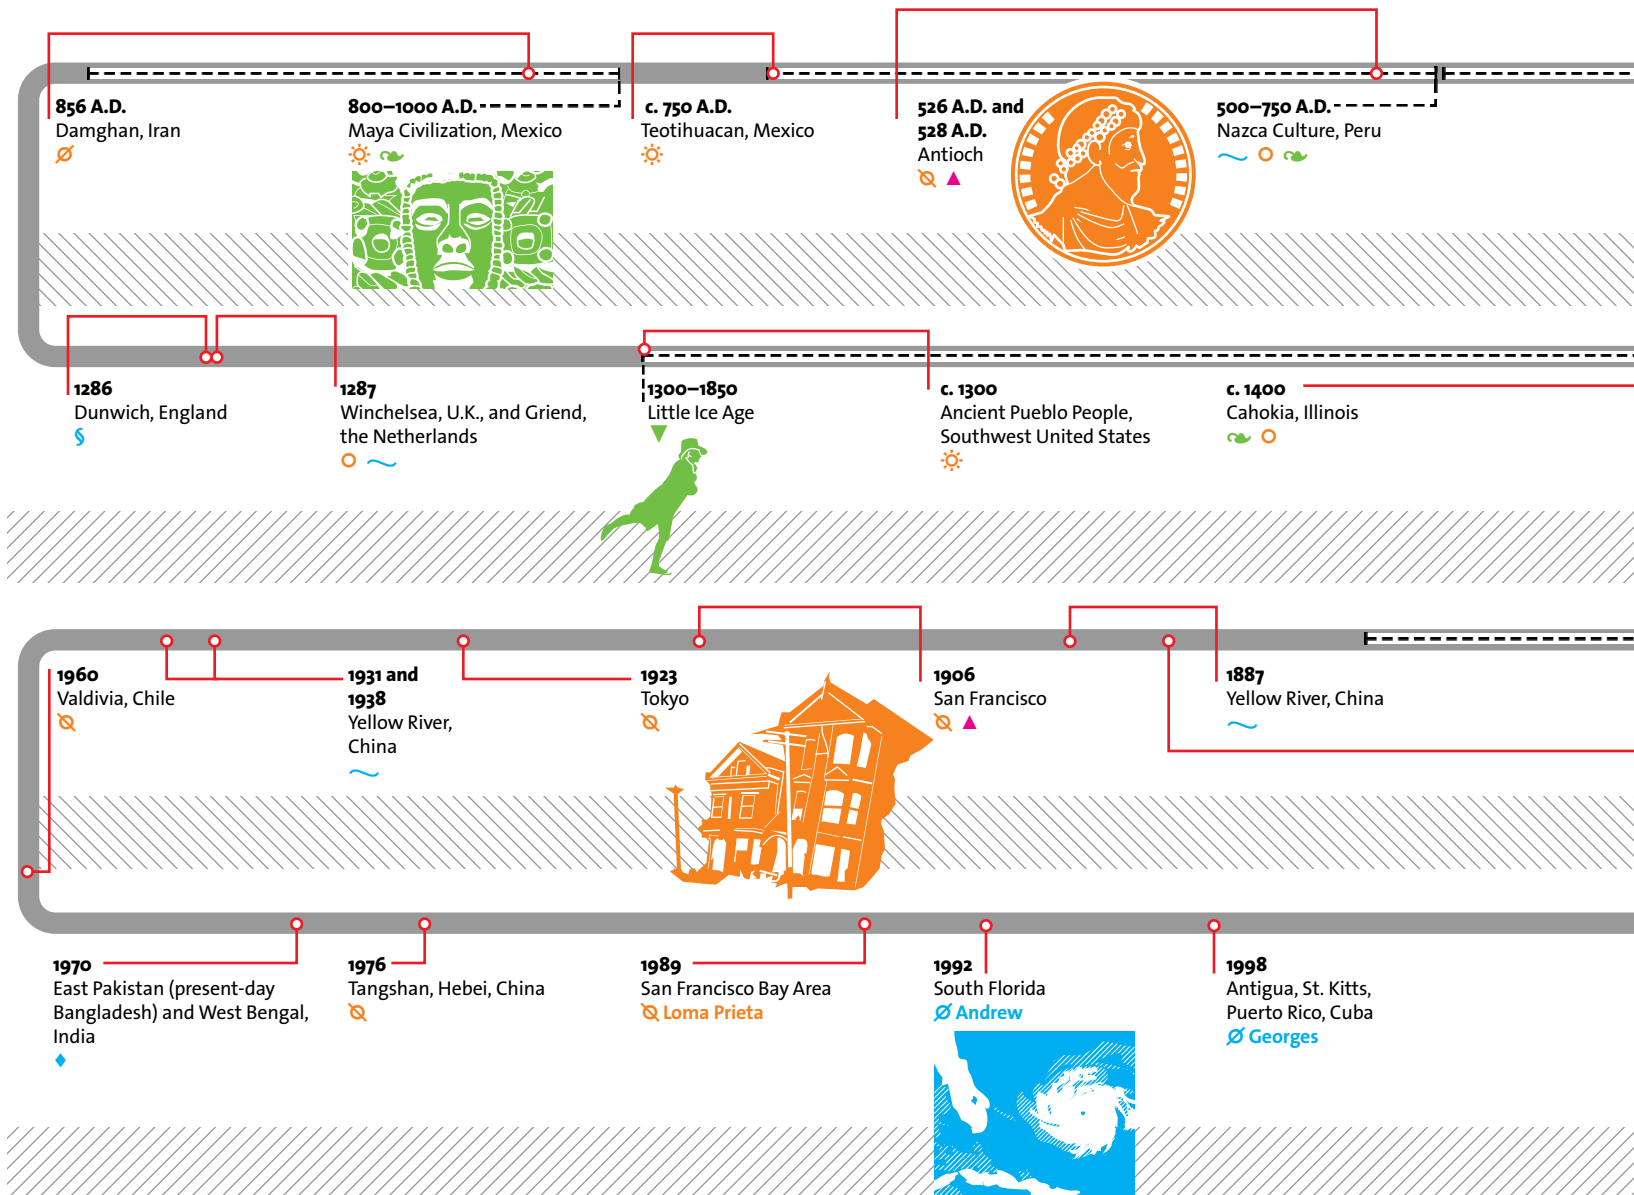 856 A.D.
Damghan, Iran
800–1000 A.D.
Maya Civilization, Mexico
c. 750 A.D.
Teotihuacan, Mexico
526 A.D. and
528 A.D.
Antioch
500–750 A.D.
Nazca Culture, Peru
1286
Dunwich, England
1287
Winchelsea, U.K., and Griend,
the Netherlands
1300–1850
Little Ice Age
c. 1300
Ancient Pueblo People,
Southwest United States
c. 1400
Cahokia, Illinois
1960
Valdivia, Chile
1931 and
1938
Yellow River,
China
1923
Tokyo
1906
San Francisco
1887
Yellow River, China
1970
East Pakistan (present-day
Bangladesh) and West Bengal,
India
1976
Tangshan, Hebei, China
1989
San Francisco Bay Area
Loma Prieta
1992
South Florida
Andrew
1998
Antigua, St. Kitts,
Puerto Rico, Cuba
Georges